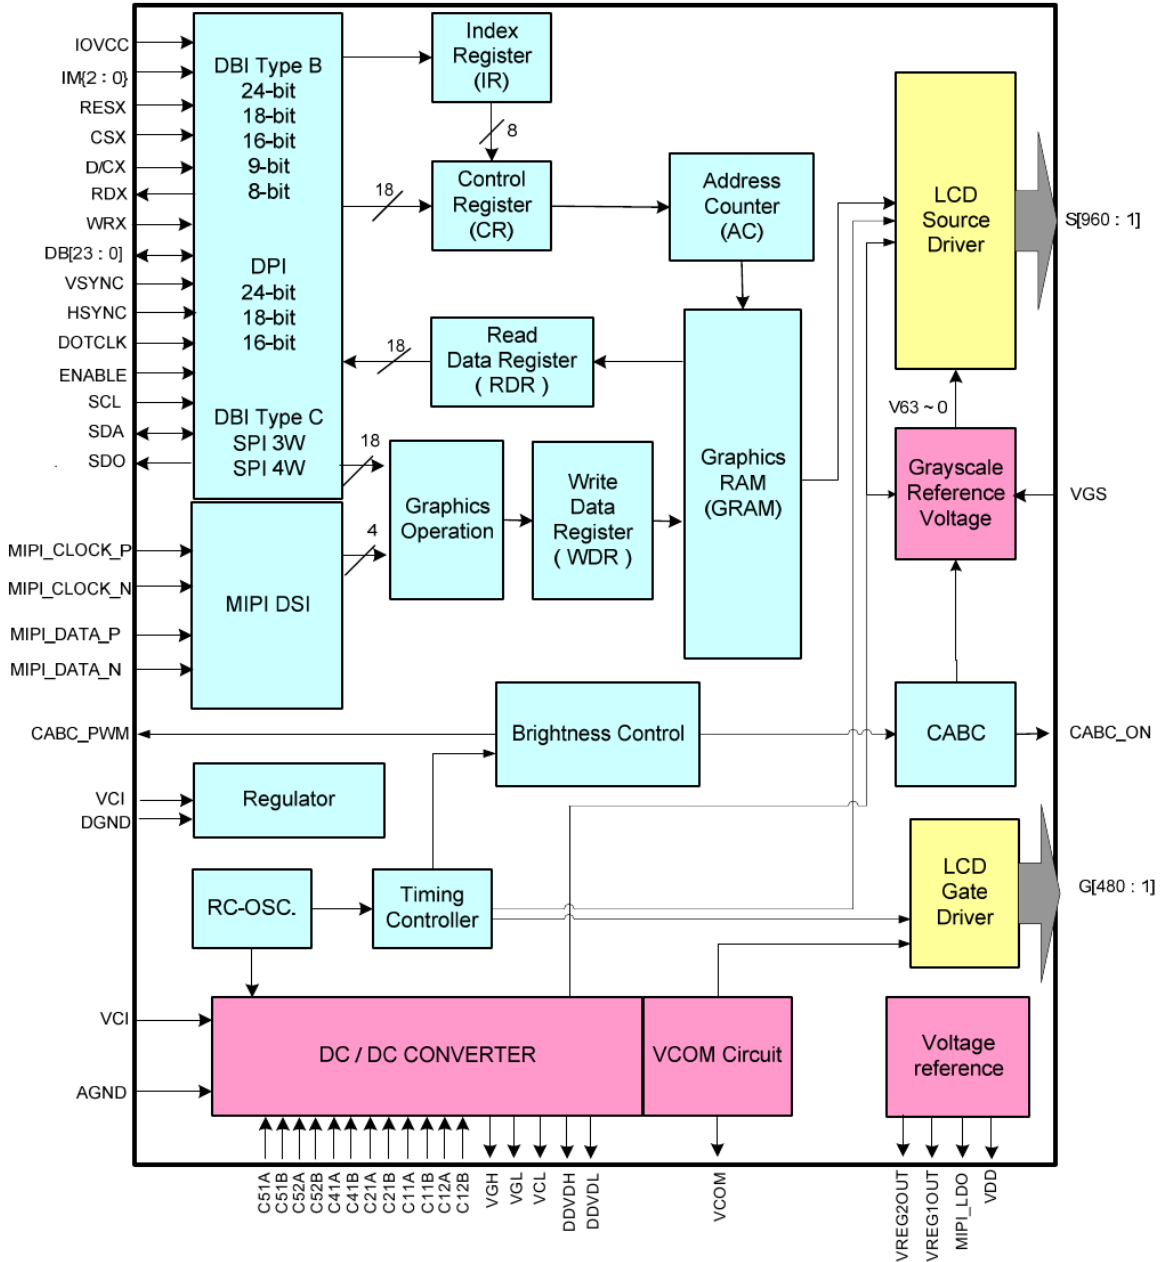 IOVCC
IM{2 : 0}
RESX
CSX
D/CX
RDX
WRX
DB[23 : 0]
VSYNC
HSYNC
DOTCLK
ENABLE
SCL
SDA
SDO
MIPI_CLOCK_P
MIPI_CLOCK_N
MIPI_DATA_P
MIPI_DATA_N
CABC_PWM
VCI
DGND
VCI
AGND
DBI Type B
24-bit
18-bit
16-bit
9-bit
8-bit
DPI
24-bit
18-bit
16-bit
DBI Type C
SPI 3W
SPI 4W
MIPI DSI
Index
Register
(IR)
8
18
Control
Register
(CR)
Address
Counter
(AC)
18
Read
Data Register
( RDR )
18
4
Graphics
Operation
Write
Data
Register
( WDR )
Graphics
RAM
(GRAM)
LCD
Source
Driver
S[960 : 1]
V63 ~ 0
Grayscale
Reference
Voltage
VGS
Brightness Control
CABC
CABC_ON
Regulator
RC-OSC.
Timing
Controller
LCD
Gate
Driver
G[480 : 1]
DC / DC CONVERTER
VCOM Circuit
Voltage
reference
C51A
C51B
C52A
C52B
C41A
C41B
C21A
C21B
C11A
C11B
C12A
C12B
VGH
VGL
VCL
DDVDH
DDVDL
VCOM
VREG2OUT
VREG1OUT
MIPI_LDO
VDD